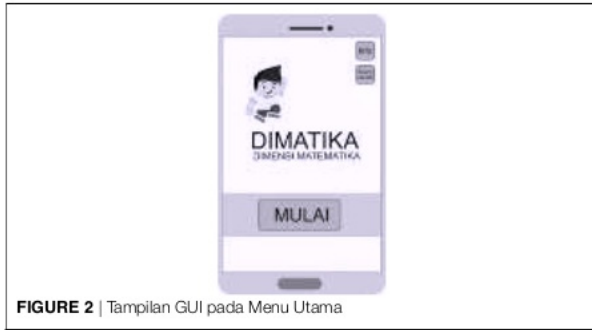 DIMATIKA
DIMENSI MATEMATIKA
MULAI
FIGURE 2 | Tampilan GUI pada Menu Utama